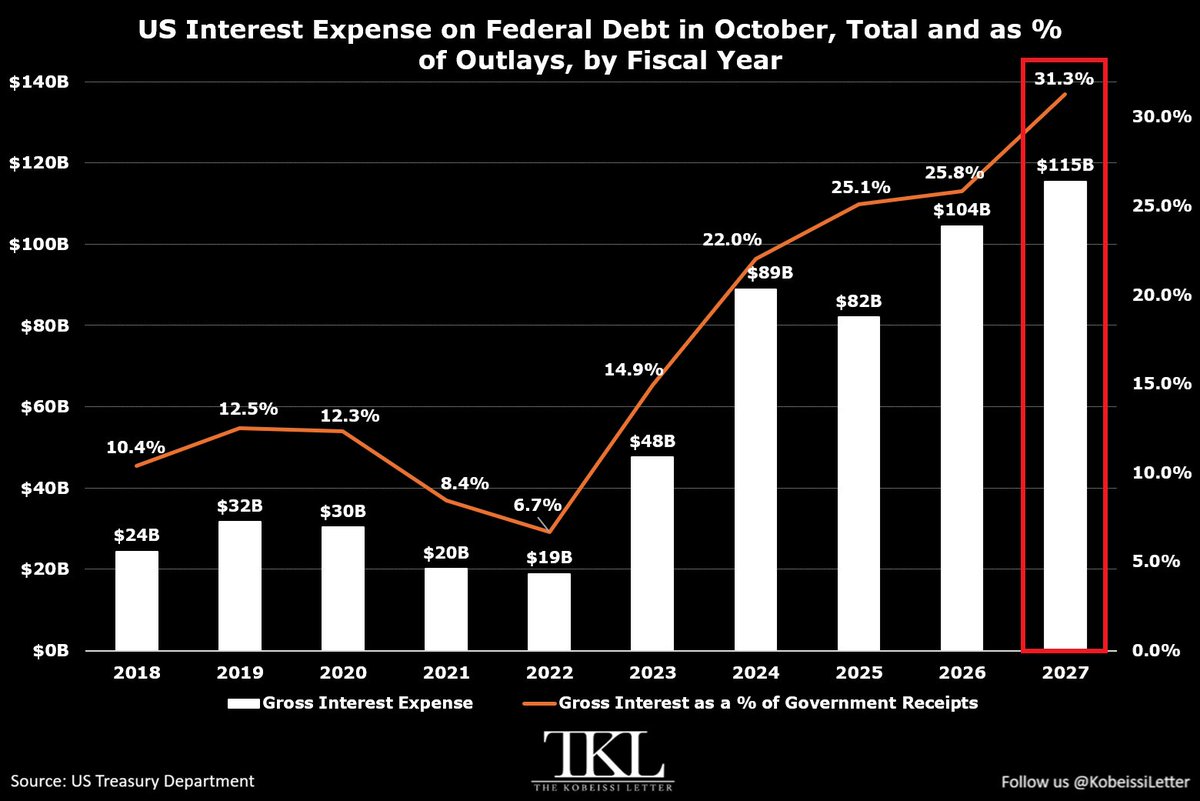 US Interest Expense on Federal Debt in October, Total and as %
of Outlays, by Fiscal Year
$140B
$120B
$100B
$80B
$60B
$40B
$20B
$0B
30.0%
25.0%
20.0%
15.0%
10.0%
5.0%
0.0%
10.4%
12.5%
12.3%
8.4%
6.7%
14.9%
22.0%
25.1%
25.8%
31.3%
$24B
$32B
$30B
$20B
$19B
$48B
$89B
$82B
$104B
$115B
2018 2019 2020 2021 2022 2023 2024 2025 2026 2027
Gross Interest Expense Gross Interest as a % of Government Receipts
TKL
THE KOBEISSI LETTER
Source: US Treasury Department
Follow us @KobeissiLetter